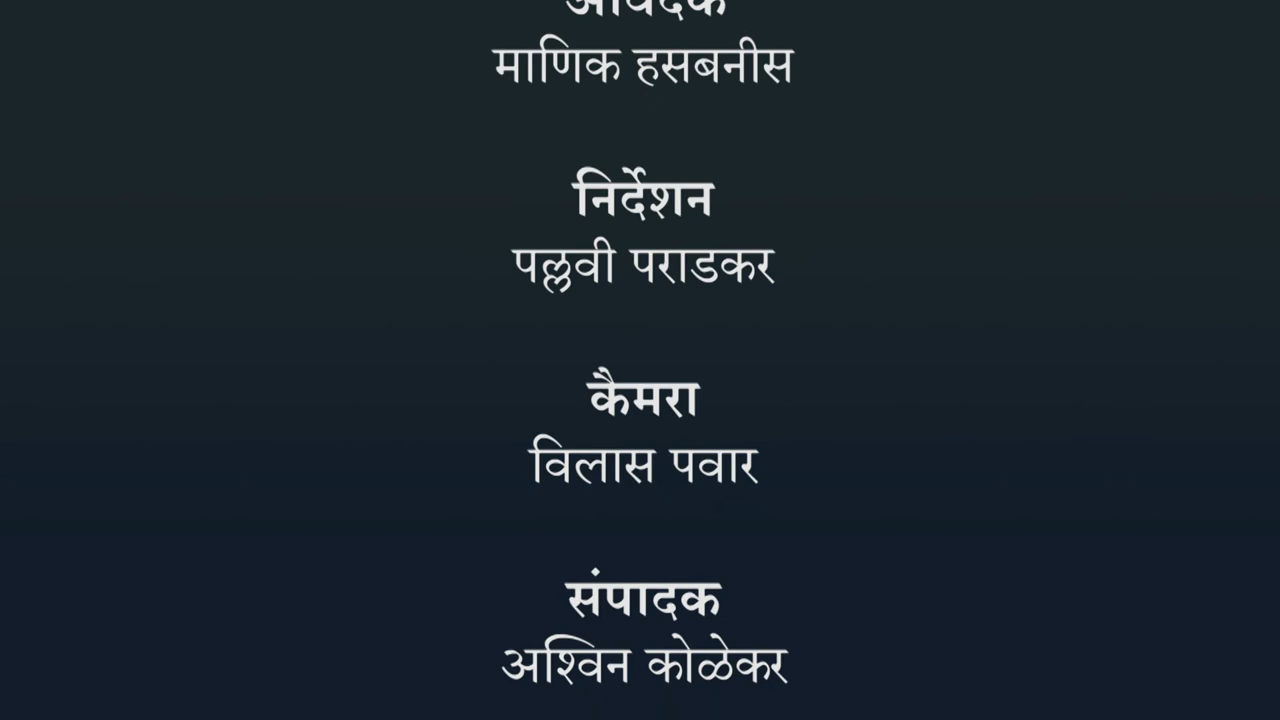 माणिक हसबनीस
निर्देशन
पल्लवी पराडकर
कैमरा
विलास पवार
संपादक
अश्विन कोळेकर